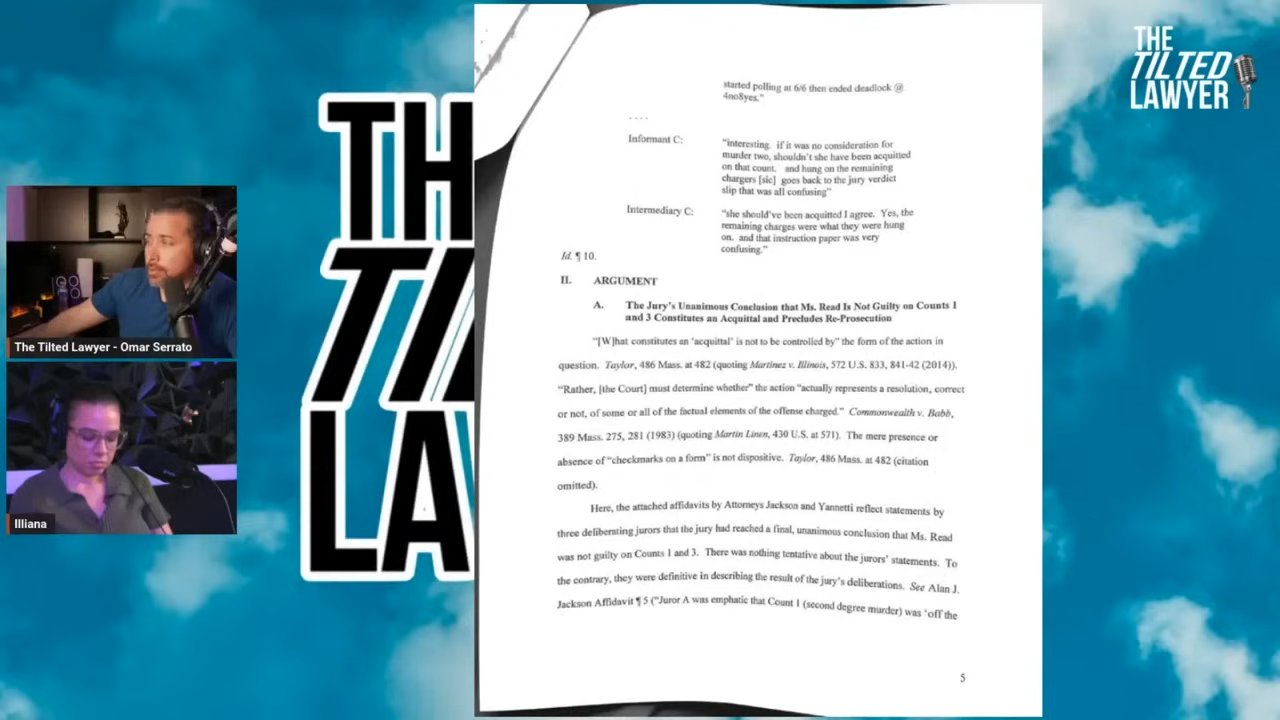 THE
TILTED
LAWYER
TH
TI
LA
The Tilted Lawyer - Omar Serrato
Illiana
started polling at 6/6 then ended deadlock @
4no8yes."
. . . .
Informant C:
"interesting. if it was no consideration for
murder two, shouldn't she have been acquitted
on that count. and hung on the remaining
chargers [sic] goes back to the jury verdict
slip that was all confusing"
Intermediary C:
"she should've been acquitted I agree. Yes, the
remaining charges were what they were hung
on. and that instruction paper was very
confusing."
Id. ¶ 10.
II. ARGUMENT
A. The Jury's Unanimous Conclusion that Ms. Read Is Not Guilty on Counts 1
and 3 Constitutes an Acquittal and Precludes Re-Prosecution
"[W]hat constitutes an 'acquittal' is not to be controlled by" the form of the action in
question. Taylor, 486 Mass. at 482 (quoting Martinez v. Illinois, 572 U.S. 833, 841-42 (2014)).
"Rather, [the Court] must determine whether" the action "actually represents a resolution, correct
or not, of some or all of the factual elements of the offense charged." Commonwealth v. Babb,
389 Mass. 275, 281 (1983) (quoting Martin Linen, 430 U.S. at 571). The mere presence or
absence of "checkmarks on a form" is not dispositive. Taylor, 486 Mass. at 482 (citation
omitted).
Here, the attached affidavits by Attorneys Jackson and Yannetti reflect statements by
three deliberating jurors that the jury had reached a final, unanimous conclusion that Ms. Read
was not guilty on Counts 1 and 3. There was nothing tentative about the jurors' statements. To
the contrary, they were definitive in describing the result of the jury's deliberations. See Alan J.
Jackson Affidavit ¶ 5 ("Juror A was emphatic that Count 1 (second degree murder) was 'off the
5